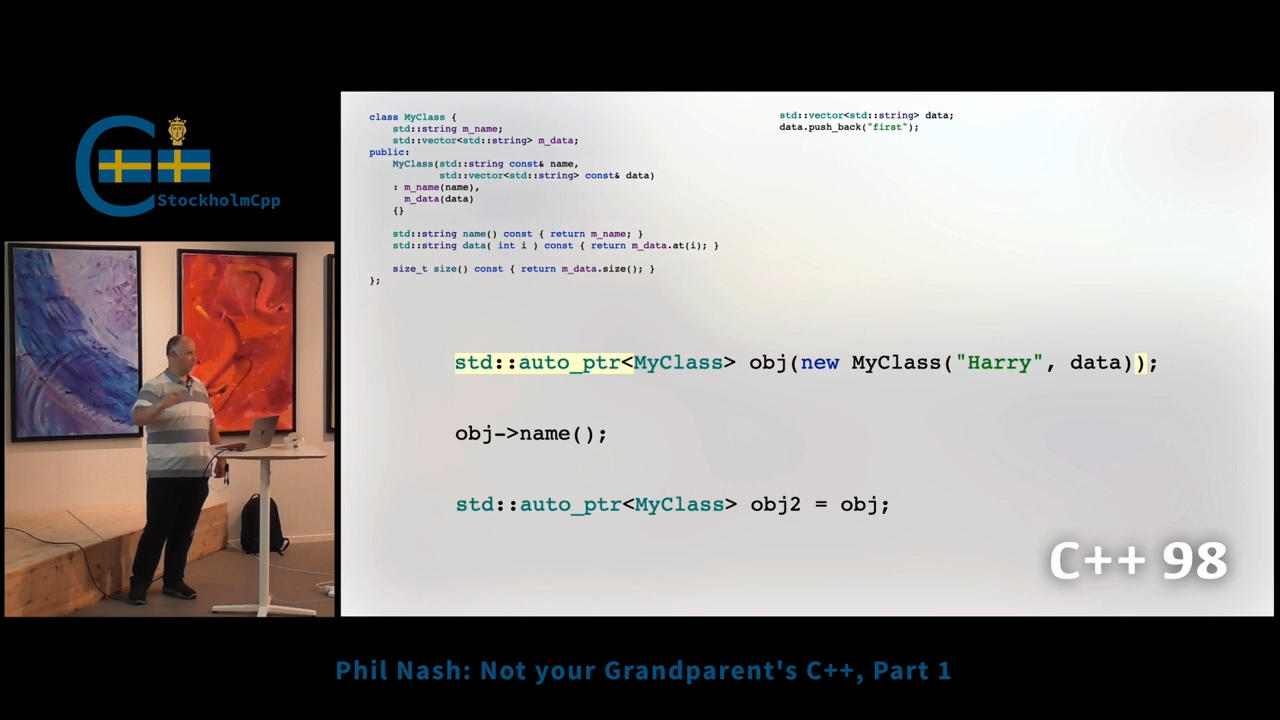 StockholmCpp
class MyClass {
    std::string m_name;
    std::vector<std::string> m_data;
public:
    MyClass(std::string const& name,
            std::vector<std::string> const& data)
    : m_name(name),
      m_data(data)
    {}
    std::string name() const { return m_name; }
    std::string data( int i ) const { return m_data.at(i); }
    size_t size() const { return m_data.size(); }
};
std::vector<std::string> data;
data.push_back("first");
std::auto_ptr<MyClass> obj(new MyClass("Harry", data));
obj->name();
std::auto_ptr<MyClass> obj2 = obj;
C++ 98
Phil Nash: Not your Grandparent's C++, Part 1